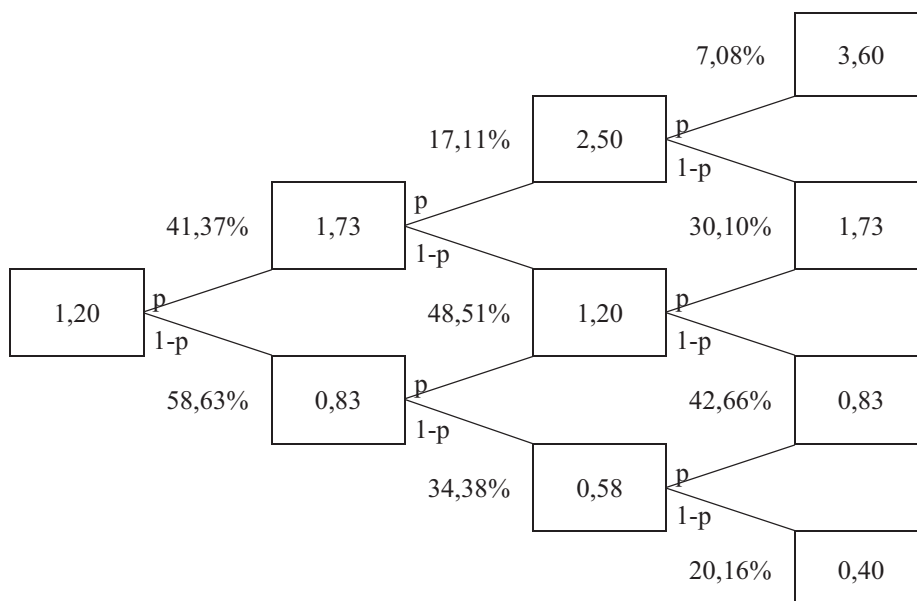 7,08%
3,60
p
17,11%
2,50
1-p
p
41,37%
1,73
30,10%
1,73
1-p
p
p
1,20
48,51%
1,20
1-p
1-p
p
58,63%
0,83
42,66%
0,83
1-p
p
34,38%
0,58
1-p
20,16%
0,40